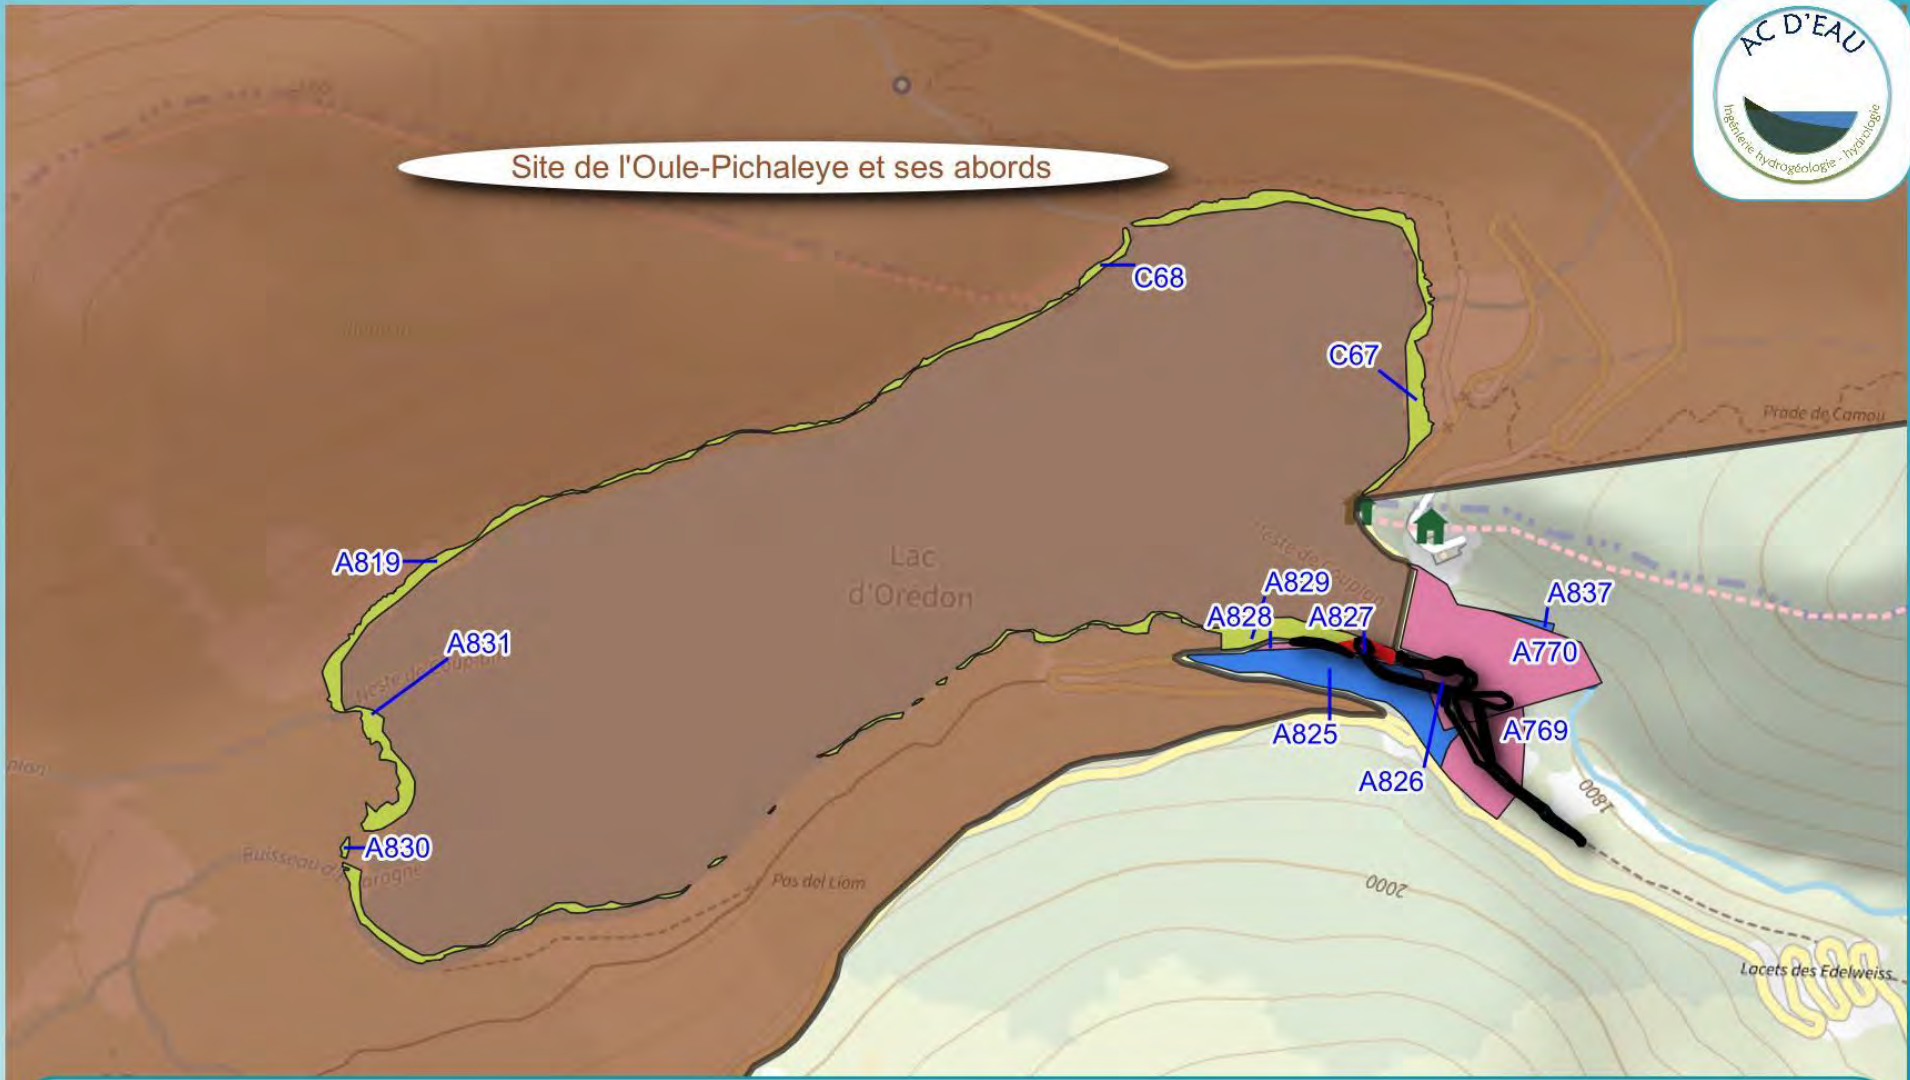 AC D'EAU
Ingénierie hydrogéologie - hydrologie
Site de l'Oule-Pichaleye et ses abords
C68
C67
Prade de Camou
A819
Lac
d'Orédon
A829
A837
A828
A827
A831
A770
A825
A769
A826
1800
A830
Pas del Liam
2000
Lacets des Edelweiss